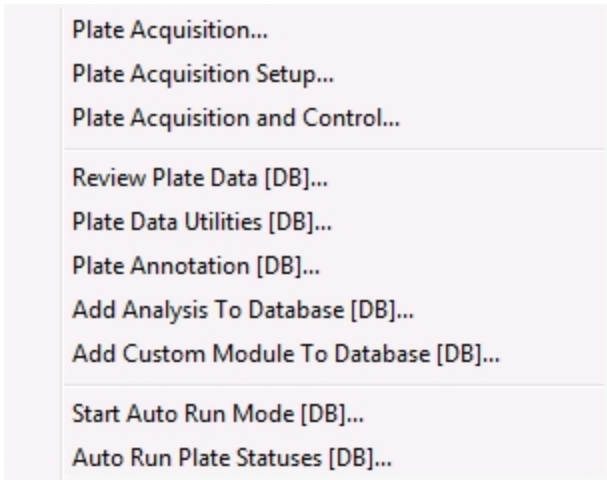 Plate Acquisition...
Plate Acquisition Setup...
Plate Acquisition and Control...
Review Plate Data [DB]...
Plate Data Utilities [DB]...
Plate Annotation [DB]...
Add Analysis To Database [DB]...
Add Custom Module To Database [DB]...
Start Auto Run Mode [DB]...
Auto Run Plate Statuses [DB]...